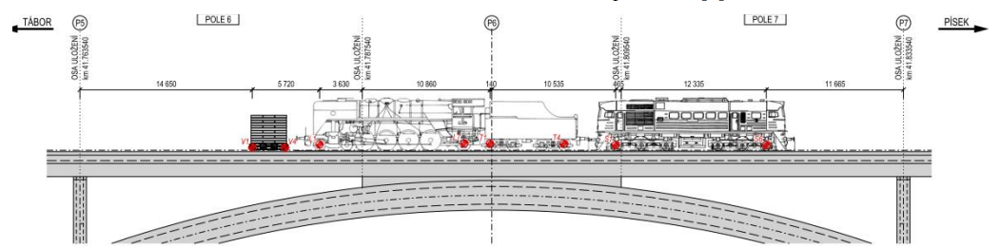 TÁBOR
P5
POLE 6
P6
POLE 7
P7
PÍSEK
OSA ULOŽENÍ
km 41.763540
OSA ULOŽENÍ
km 41.787540
OSA ULOŽENÍ
km 41.809540
OSA ULOŽENÍ
km 41.833540
14 650
5 720
3 630
10 860
140
10 535
465
12 335
11 665
V1
T4